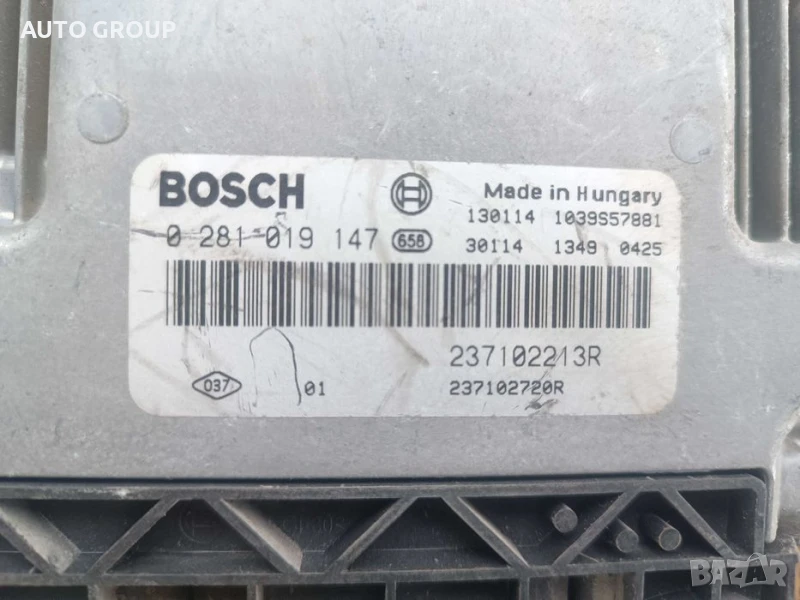 AUTO GROUP
BOSCH
Made in Hungary
130114 1039S57881
0 281 019 147 658
30114 1349 0425
237102213R
037 01
237102720R
BAZAR